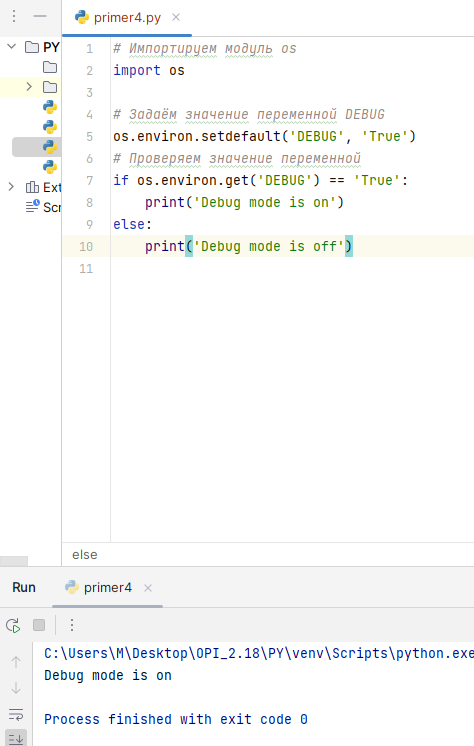 primer4.py
PY
Ext
Scr
1 # Импортируем модуль os
2 import os
3
4 # Задаём значение переменной DEBUG
5 os.environ.setdefault('DEBUG', 'True')
6 # Проверяем значение переменной
7 if os.environ.get('DEBUG') == 'True':
8 print('Debug mode is on')
9 else:
10 print('Debug mode is off')
11
else
Run primer4
C:\Users\M\Desktop\OPI_2.18\PY\venv\Scripts\python.exe
Debug mode is on
Process finished with exit code 0